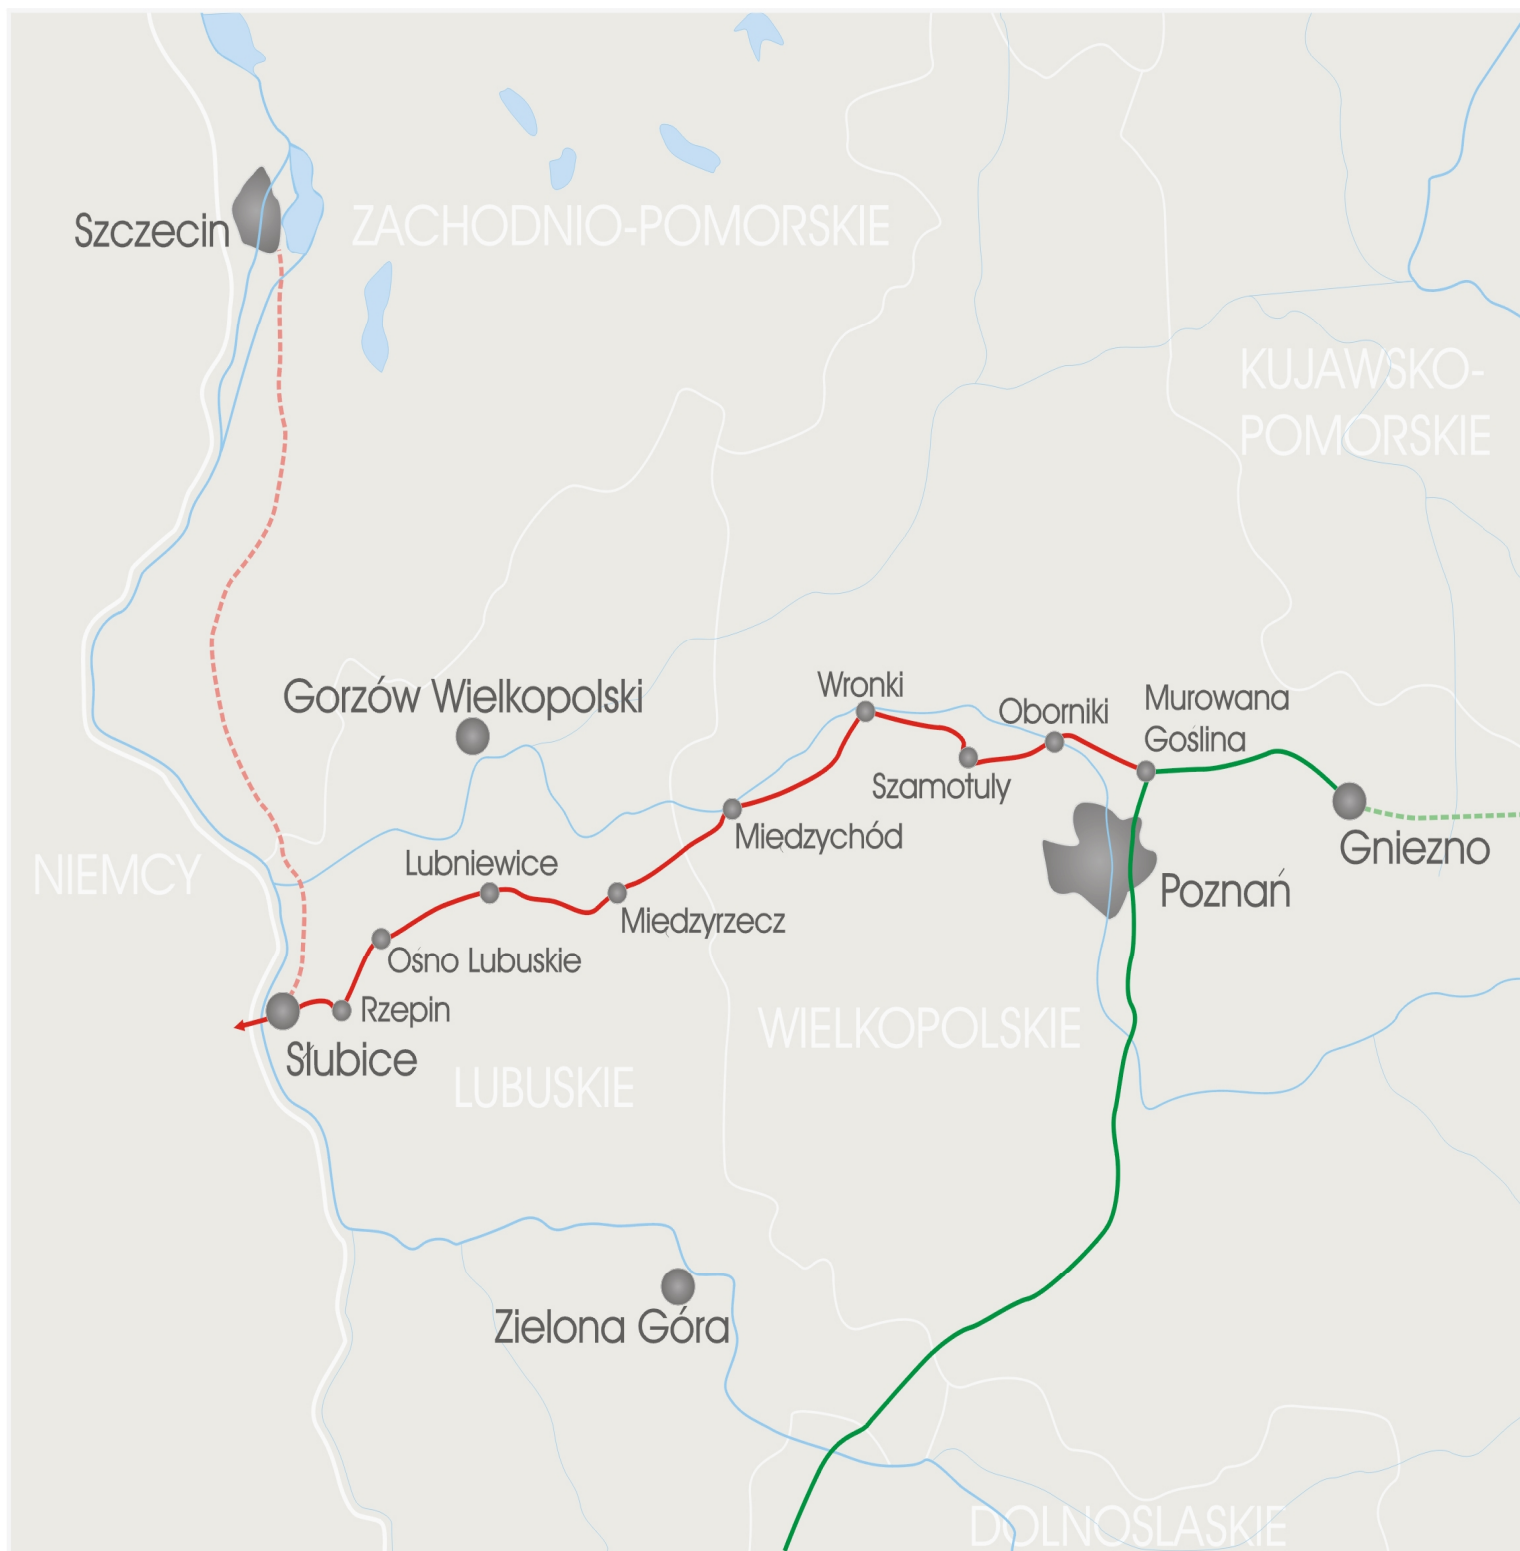 Szczecin
ZACHODNIO-POMORSKIE
KUJAWSKO-
POMORSKIE
Gorzów Wielkopolski
Wronki
Oborniki
Murowana
Goślina
Szamotuly
Miedzychód
Gniezno
NIEMCY
Lubniewice
Poznań
Miedzyrzecz
Ośno Lubuskie
Rzepin
WIELKOPOLSKIE
Słubice
LUBUSKIE
Zielona Góra
DOLNOSLASKIE